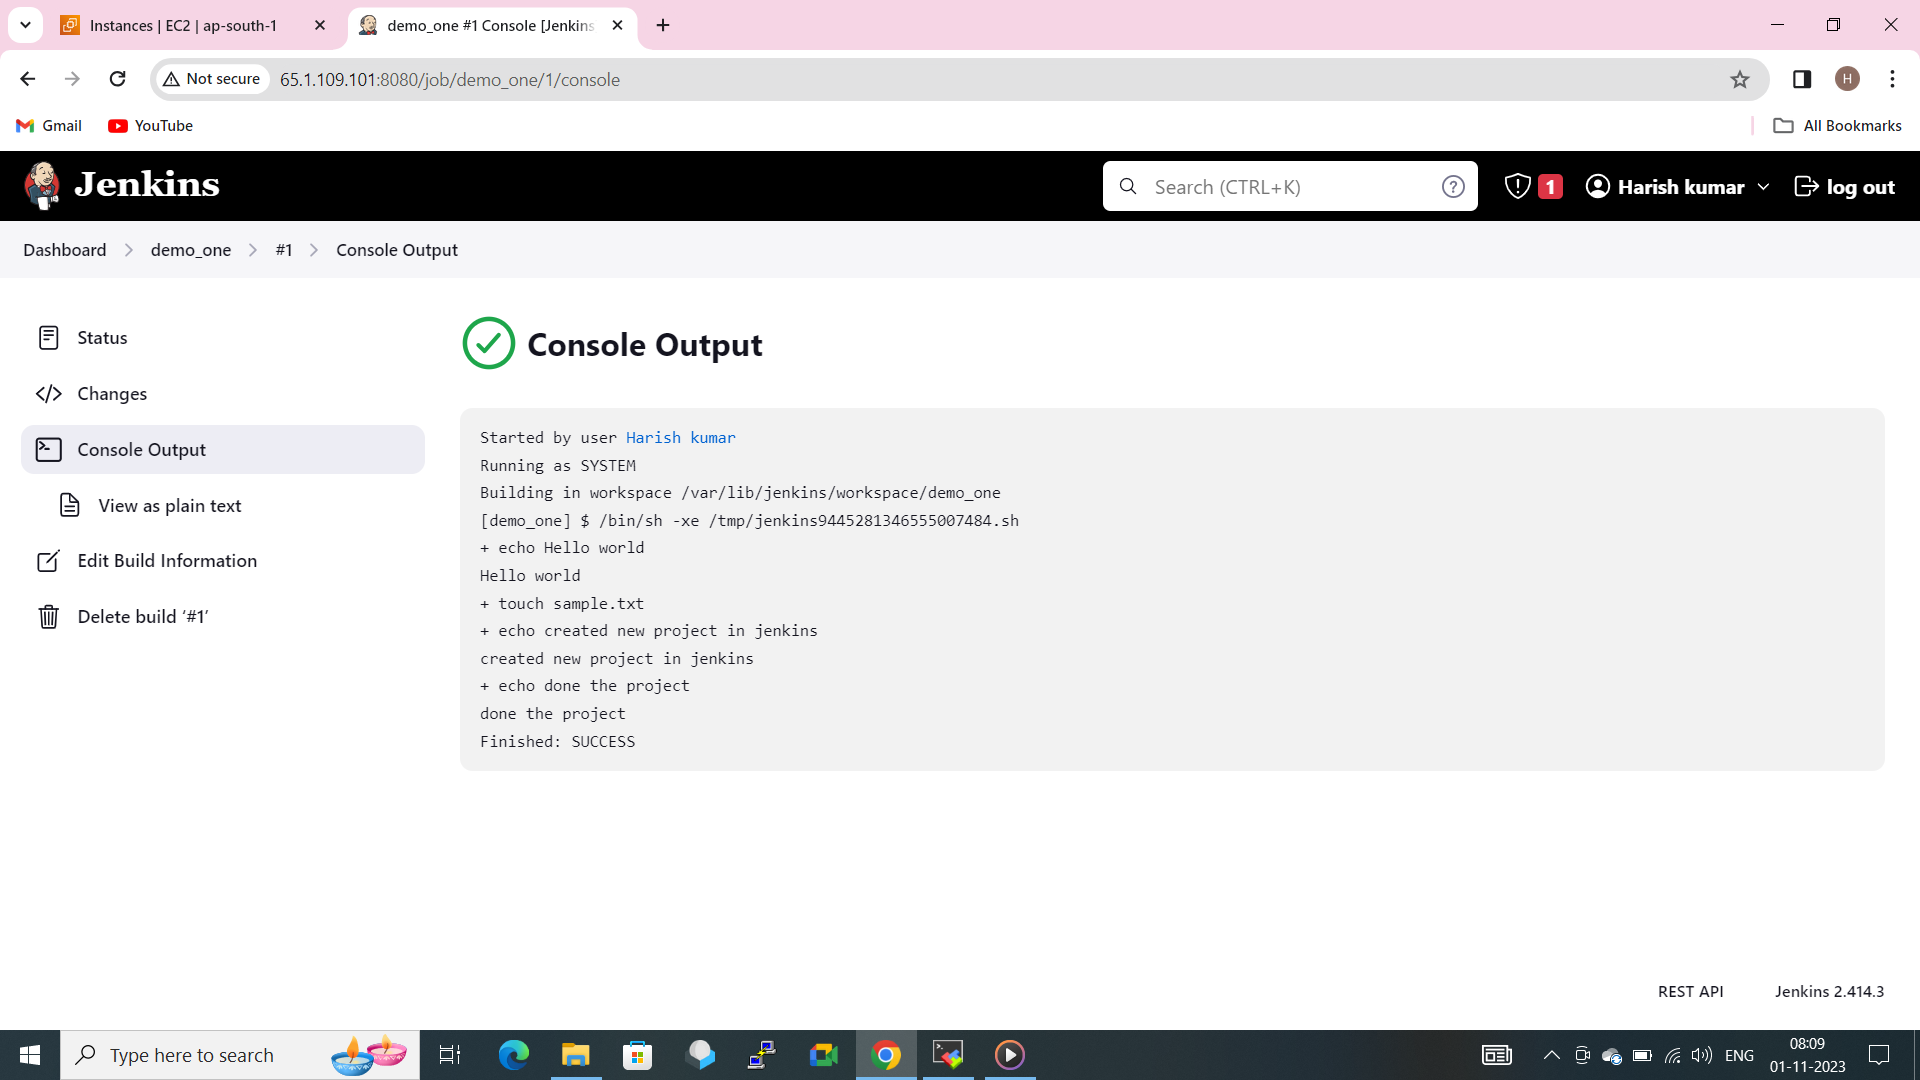 Instances | EC2 | ap-south-1
demo_one #1 Console [Jenkins
Not secure
65.1.109.101:8080/job/demo_one/1/console
H
Gmail
YouTube
All Bookmarks
Jenkins
Search (CTRL+K)
?
1
Harish kumar
log out
Dashboard
demo_one
#1
Console Output
Status
Changes
Console Output
View as plain text
Edit Build Information
Delete build ‘#1’
Console Output
Started by user Harish kumar
Running as SYSTEM
Building in workspace /var/lib/jenkins/workspace/demo_one
[demo_one] $ /bin/sh -xe /tmp/jenkins9445281346555007484.sh
+ echo Hello world
Hello world
+ touch sample.txt
+ echo created new project in jenkins
created new project in jenkins
+ echo done the project
done the project
Finished: SUCCESS
REST API
Jenkins 2.414.3
Type here to search
ENG
08:09
01-11-2023